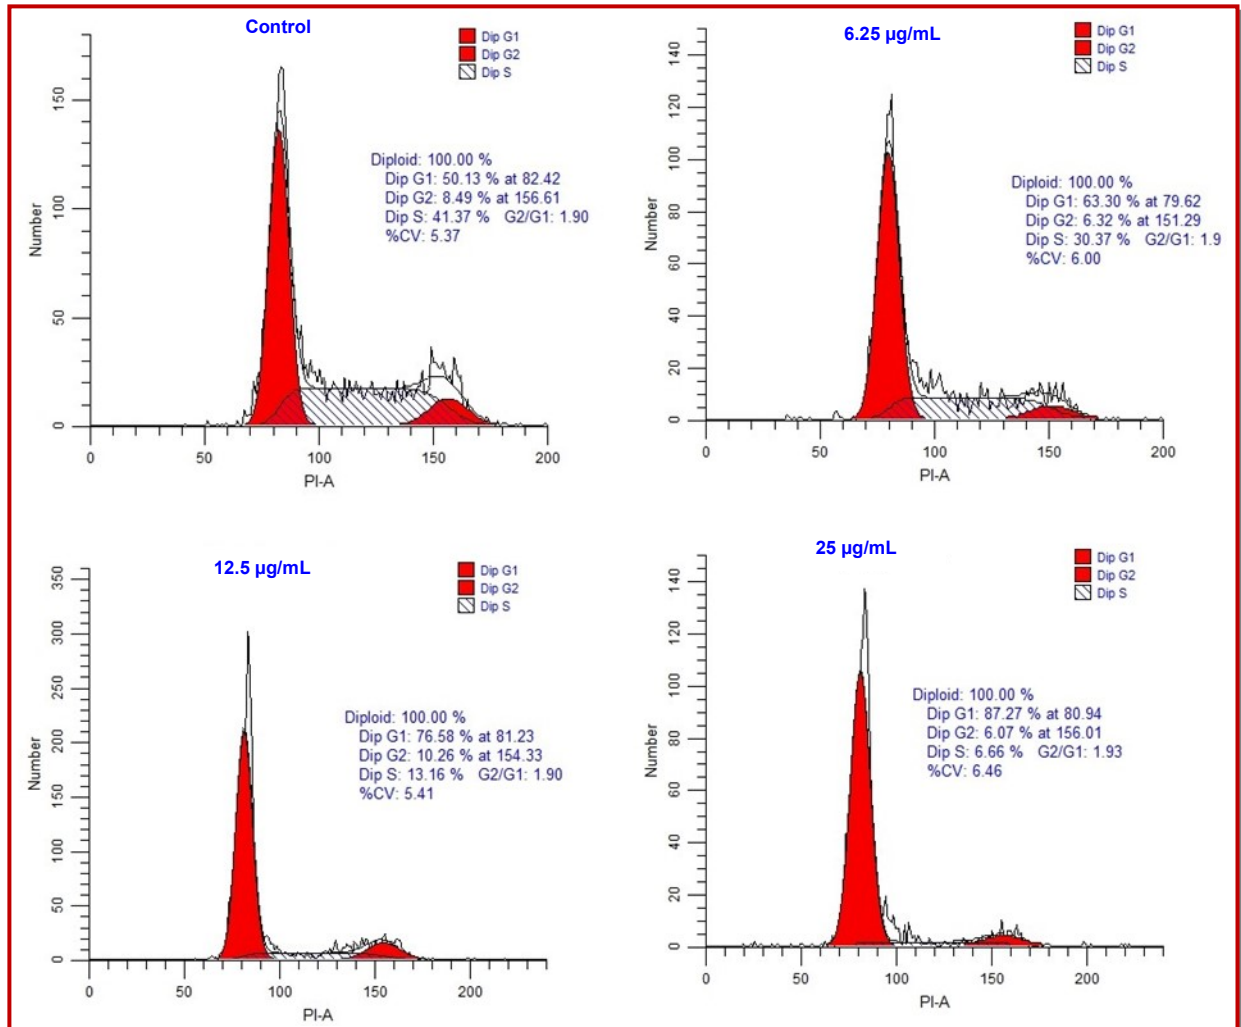 Control
Dip G1
Dip G2
Dip S
150
100
50
0
Number
Diploid: 100.00 %
Dip G1: 50.13 % at 82.42
Dip G2: 8.49 % at 156.61
Dip S: 41.37 % G2/G1: 1.90
%CV: 5.37
0 50 100 150 200
PI-A
6.25 µg/mL
Dip G1
Dip G2
Dip S
140
120
100
80
60
40
20
0
Number
Diploid: 100.00 %
Dip G1: 63.30 % at 79.62
Dip G2: 6.32 % at 151.29
Dip S: 30.37 % G2/G1: 1.9
%CV: 6.00
0 50 100 150 200
PI-A
12.5 µg/mL
Dip G1
Dip G2
Dip S
350
300
250
200
150
100
50
0
Number
Diploid: 100.00 %
Dip G1: 76.58 % at 81.23
Dip G2: 10.26 % at 154.33
Dip S: 13.16 % G2/G1: 1.90
%CV: 5.41
0 50 100 150 200
PI-A
25 µg/mL
Dip G1
Dip G2
Dip S
140
120
100
80
60
40
20
0
Number
Diploid: 100.00 %
Dip G1: 87.27 % at 80.94
Dip G2: 6.07 % at 156.01
Dip S: 6.66 % G2/G1: 1.93
%CV: 6.46
0 50 100 150 200
PI-A